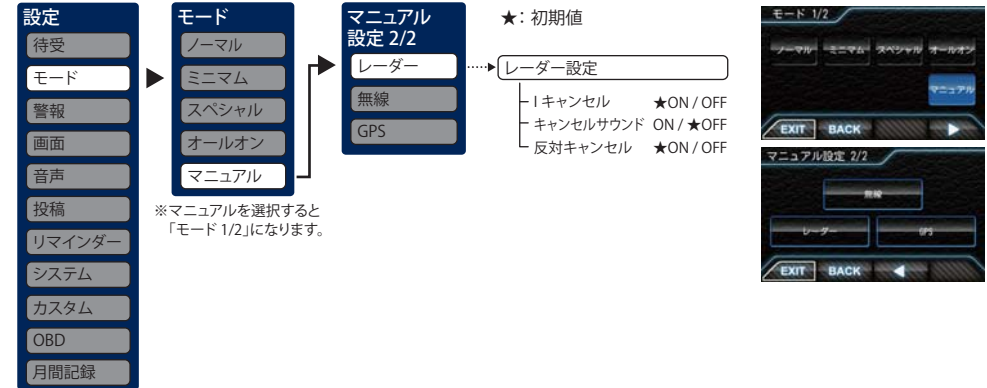 設定
待受
モード
警報
画面
音声
投稿
リマインダー
システム
カスタム
OBD
月間記録
モード
ノーマル
ミニマム
スペシャル
オールオン
マニュアル
※マニュアルを選択すると
「モード 1/2」になります。
マニュアル
設定 2/2
レーダー
無線
GPS
★：初期値
レーダー設定
I キャンセル ★ON / OFF
キャンセルサウンド ON / ★OFF
反対キャンセル ★ON / OFF
モード 1/2
ノーマル ミニマム スペシャル オールオン
マニュアル
EXIT BACK
マニュアル設定 2/2
無線
レーダー GPS
EXIT BACK